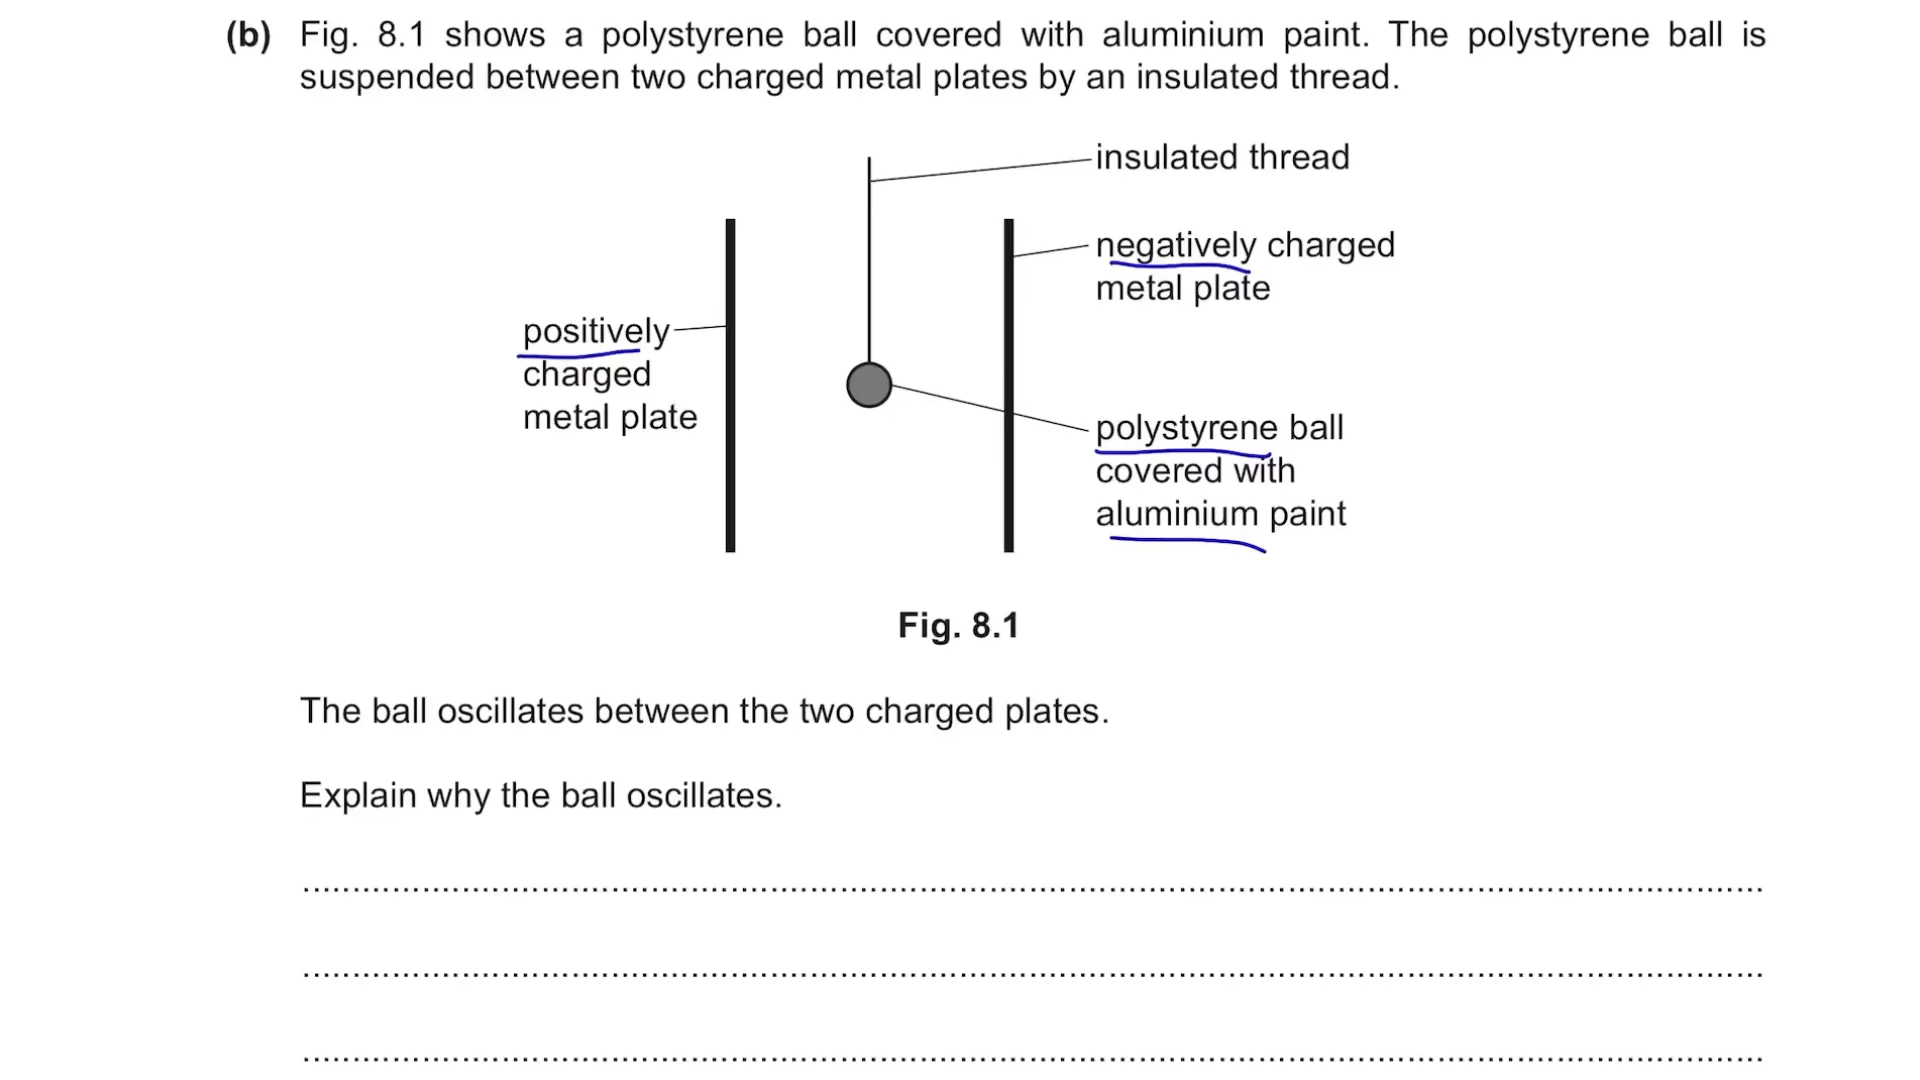 (b) Fig. 8.1 shows a polystyrene ball covered with aluminium paint. The polystyrene ball is
suspended between two charged metal plates by an insulated thread.
insulated thread
negatively charged
metal plate
positively
charged
metal plate
polystyrene ball
covered with
aluminium paint
Fig. 8.1
The ball oscillates between the two charged plates.
Explain why the ball oscillates.